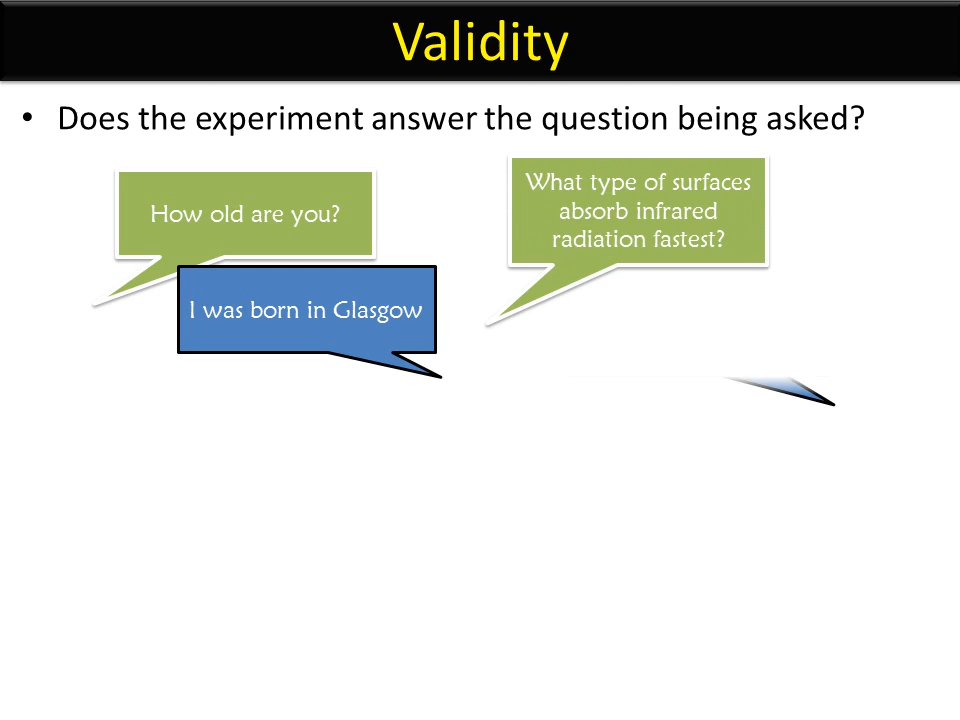 Validity
• Does the experiment answer the question being asked?
How old are you?
I was born in Glasgow
What type of surfaces
absorb infrared
radiation fastest?